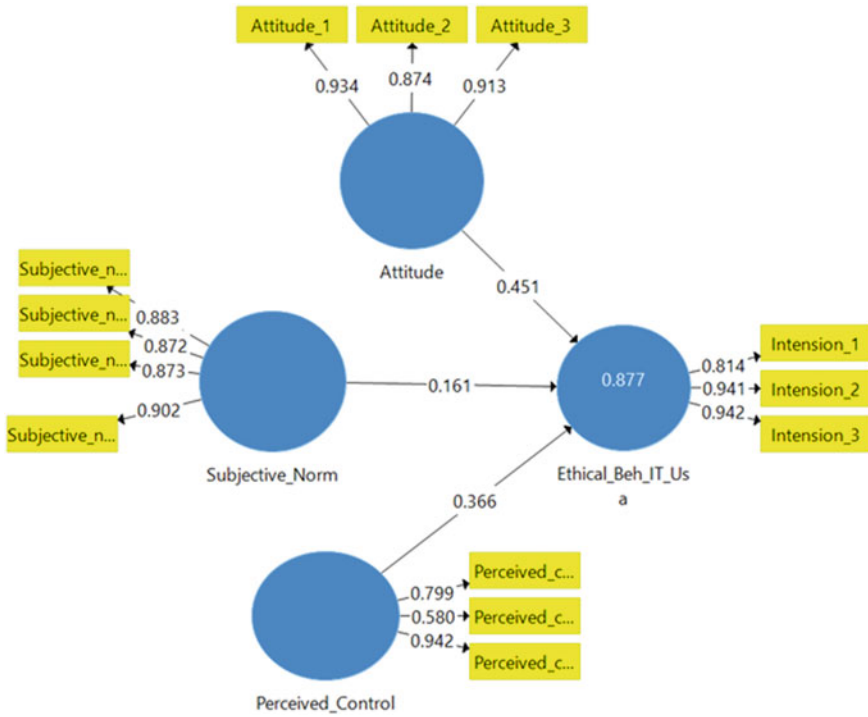 Attitude_1
Attitude_2
Attitude_3
0.934
0.874
0.913
Attitude
0.451
Subjective_n...
Subjective_n...
Subjective_n...
Subjective_n...
0.883
0.872
0.873
0.902
Subjective_Norm
0.161
0.877
Ethical_Beh_IT_Us
a
0.814
0.941
0.942
Intension_1
Intension_2
Intension_3
0.366
Perceived_Control
0.799
0.580
0.942
Perceived_c...
Perceived_c...
Perceived_c...